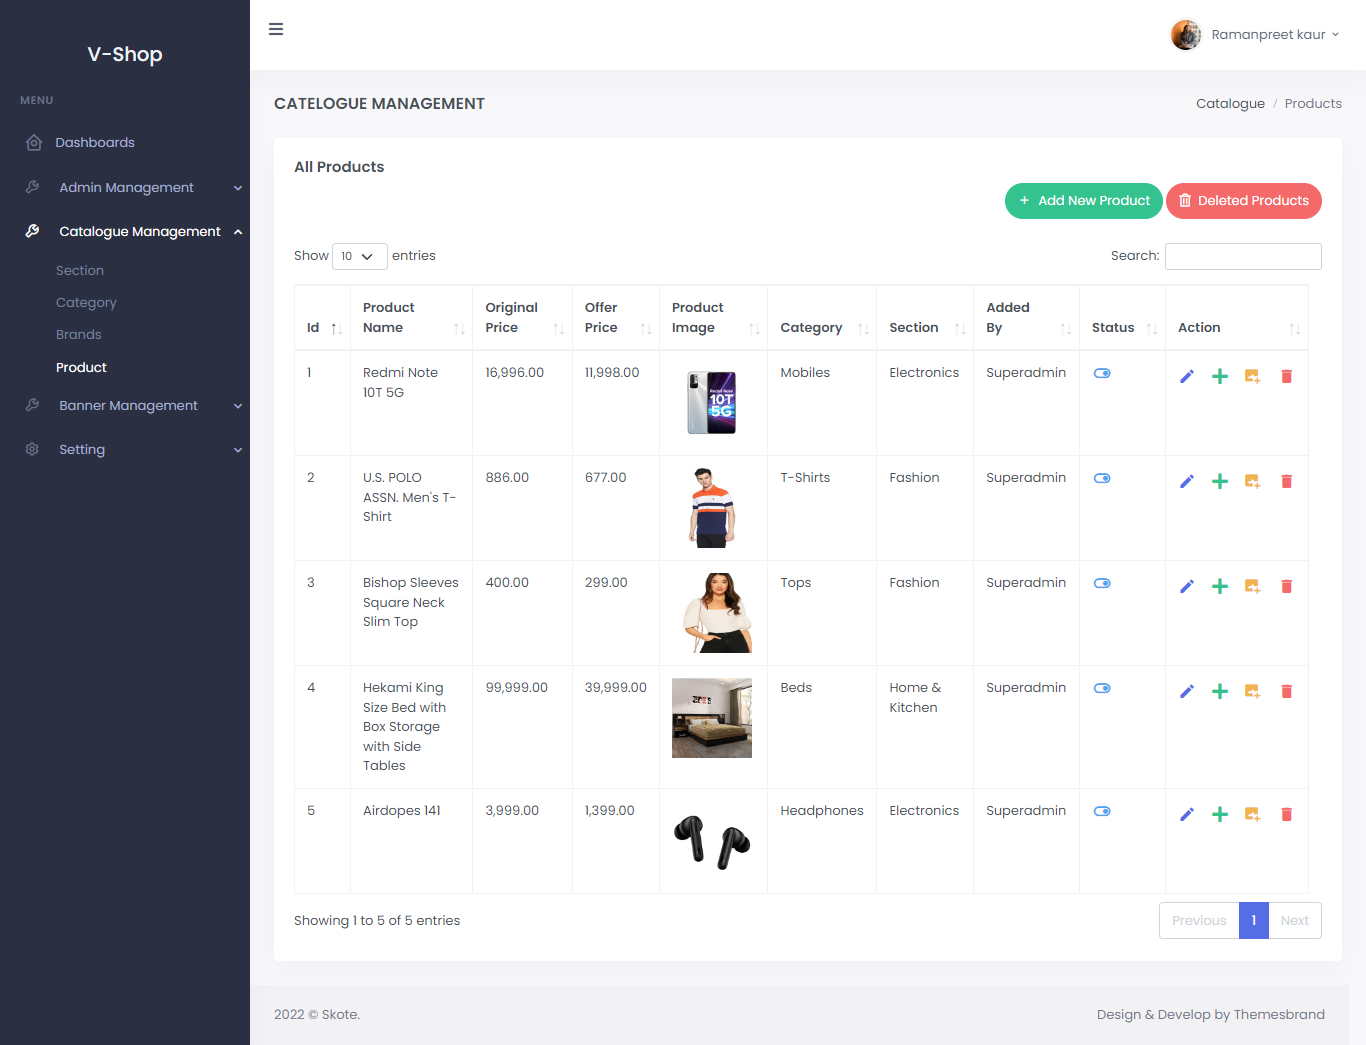 V-Shop
Ramanpreet kaur
MENU
Dashboards
Admin Management
Catalogue Management
Section
Category
Brands
Product
Banner Management
Setting
CATELOGUE MANAGEMENT
Catalogue / Products
All Products
+ Add New Product
Deleted Products
Show 10 entries
Search:
Id
Product
Name
Original
Price
Offer
Price
Product
Image
Category
Section
Added
By
Status
Action
1
Redmi Note
10T 5G
16,996.00
11,998.00
Redmi Note
10T
5G
Mobiles
Electronics
Superadmin
2
U.S. POLO
ASSN. Men's T-
Shirt
886.00
677.00
T-Shirts
Fashion
Superadmin
3
Bishop Sleeves
Square Neck
Slim Top
400.00
299.00
Tops
Fashion
Superadmin
4
Hekami King
Size Bed with
Box Storage
with Side
Tables
99,999.00
39,999.00
Beds
Home &
Kitchen
Superadmin
5
Airdopes 141
3,999.00
1,399.00
Headphones
Electronics
Superadmin
Showing 1 to 5 of 5 entries
Previous 1 Next
2022 © Skote.
Design & Develop by Themesbrand